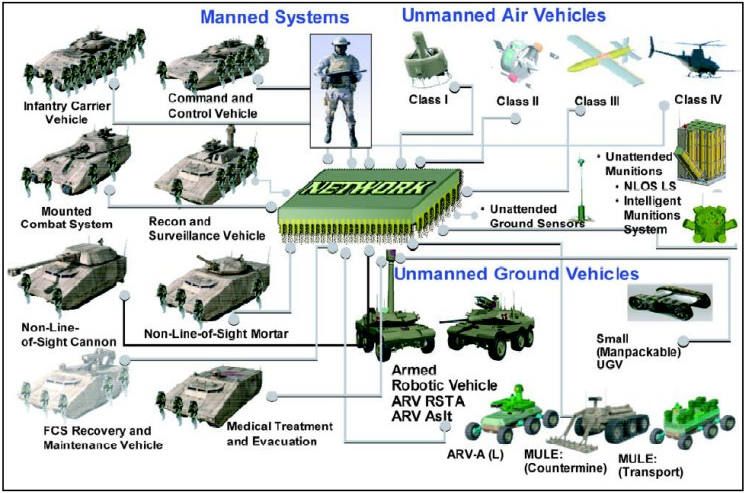 Manned Systems
Unmanned Air Vehicles
Infantry Carrier
Vehicle
Command and
Control Vehicle
Class I
Class II
Class III
Class IV
Mounted
Combat System
Recon and
Surveillance Vehicle
NETWORK
• Unattended
Ground Sensors
• Unattended
Munitions
• NLOS LS
• Intelligent
Munitions
System
Unmanned Ground Vehicles
Non-Line-
of-Sight Cannon
Non-Line-of-Sight Mortar
Armed
Robotic Vehicle
ARV RSTA
ARV Aslt
Small
(Manpackable)
UGV
FCS Recovery and
Maintenance Vehicle
Medical Treatment
and Evacuation
ARV-A (L)
MULE:
(Countermine)
MULE:
(Transport)